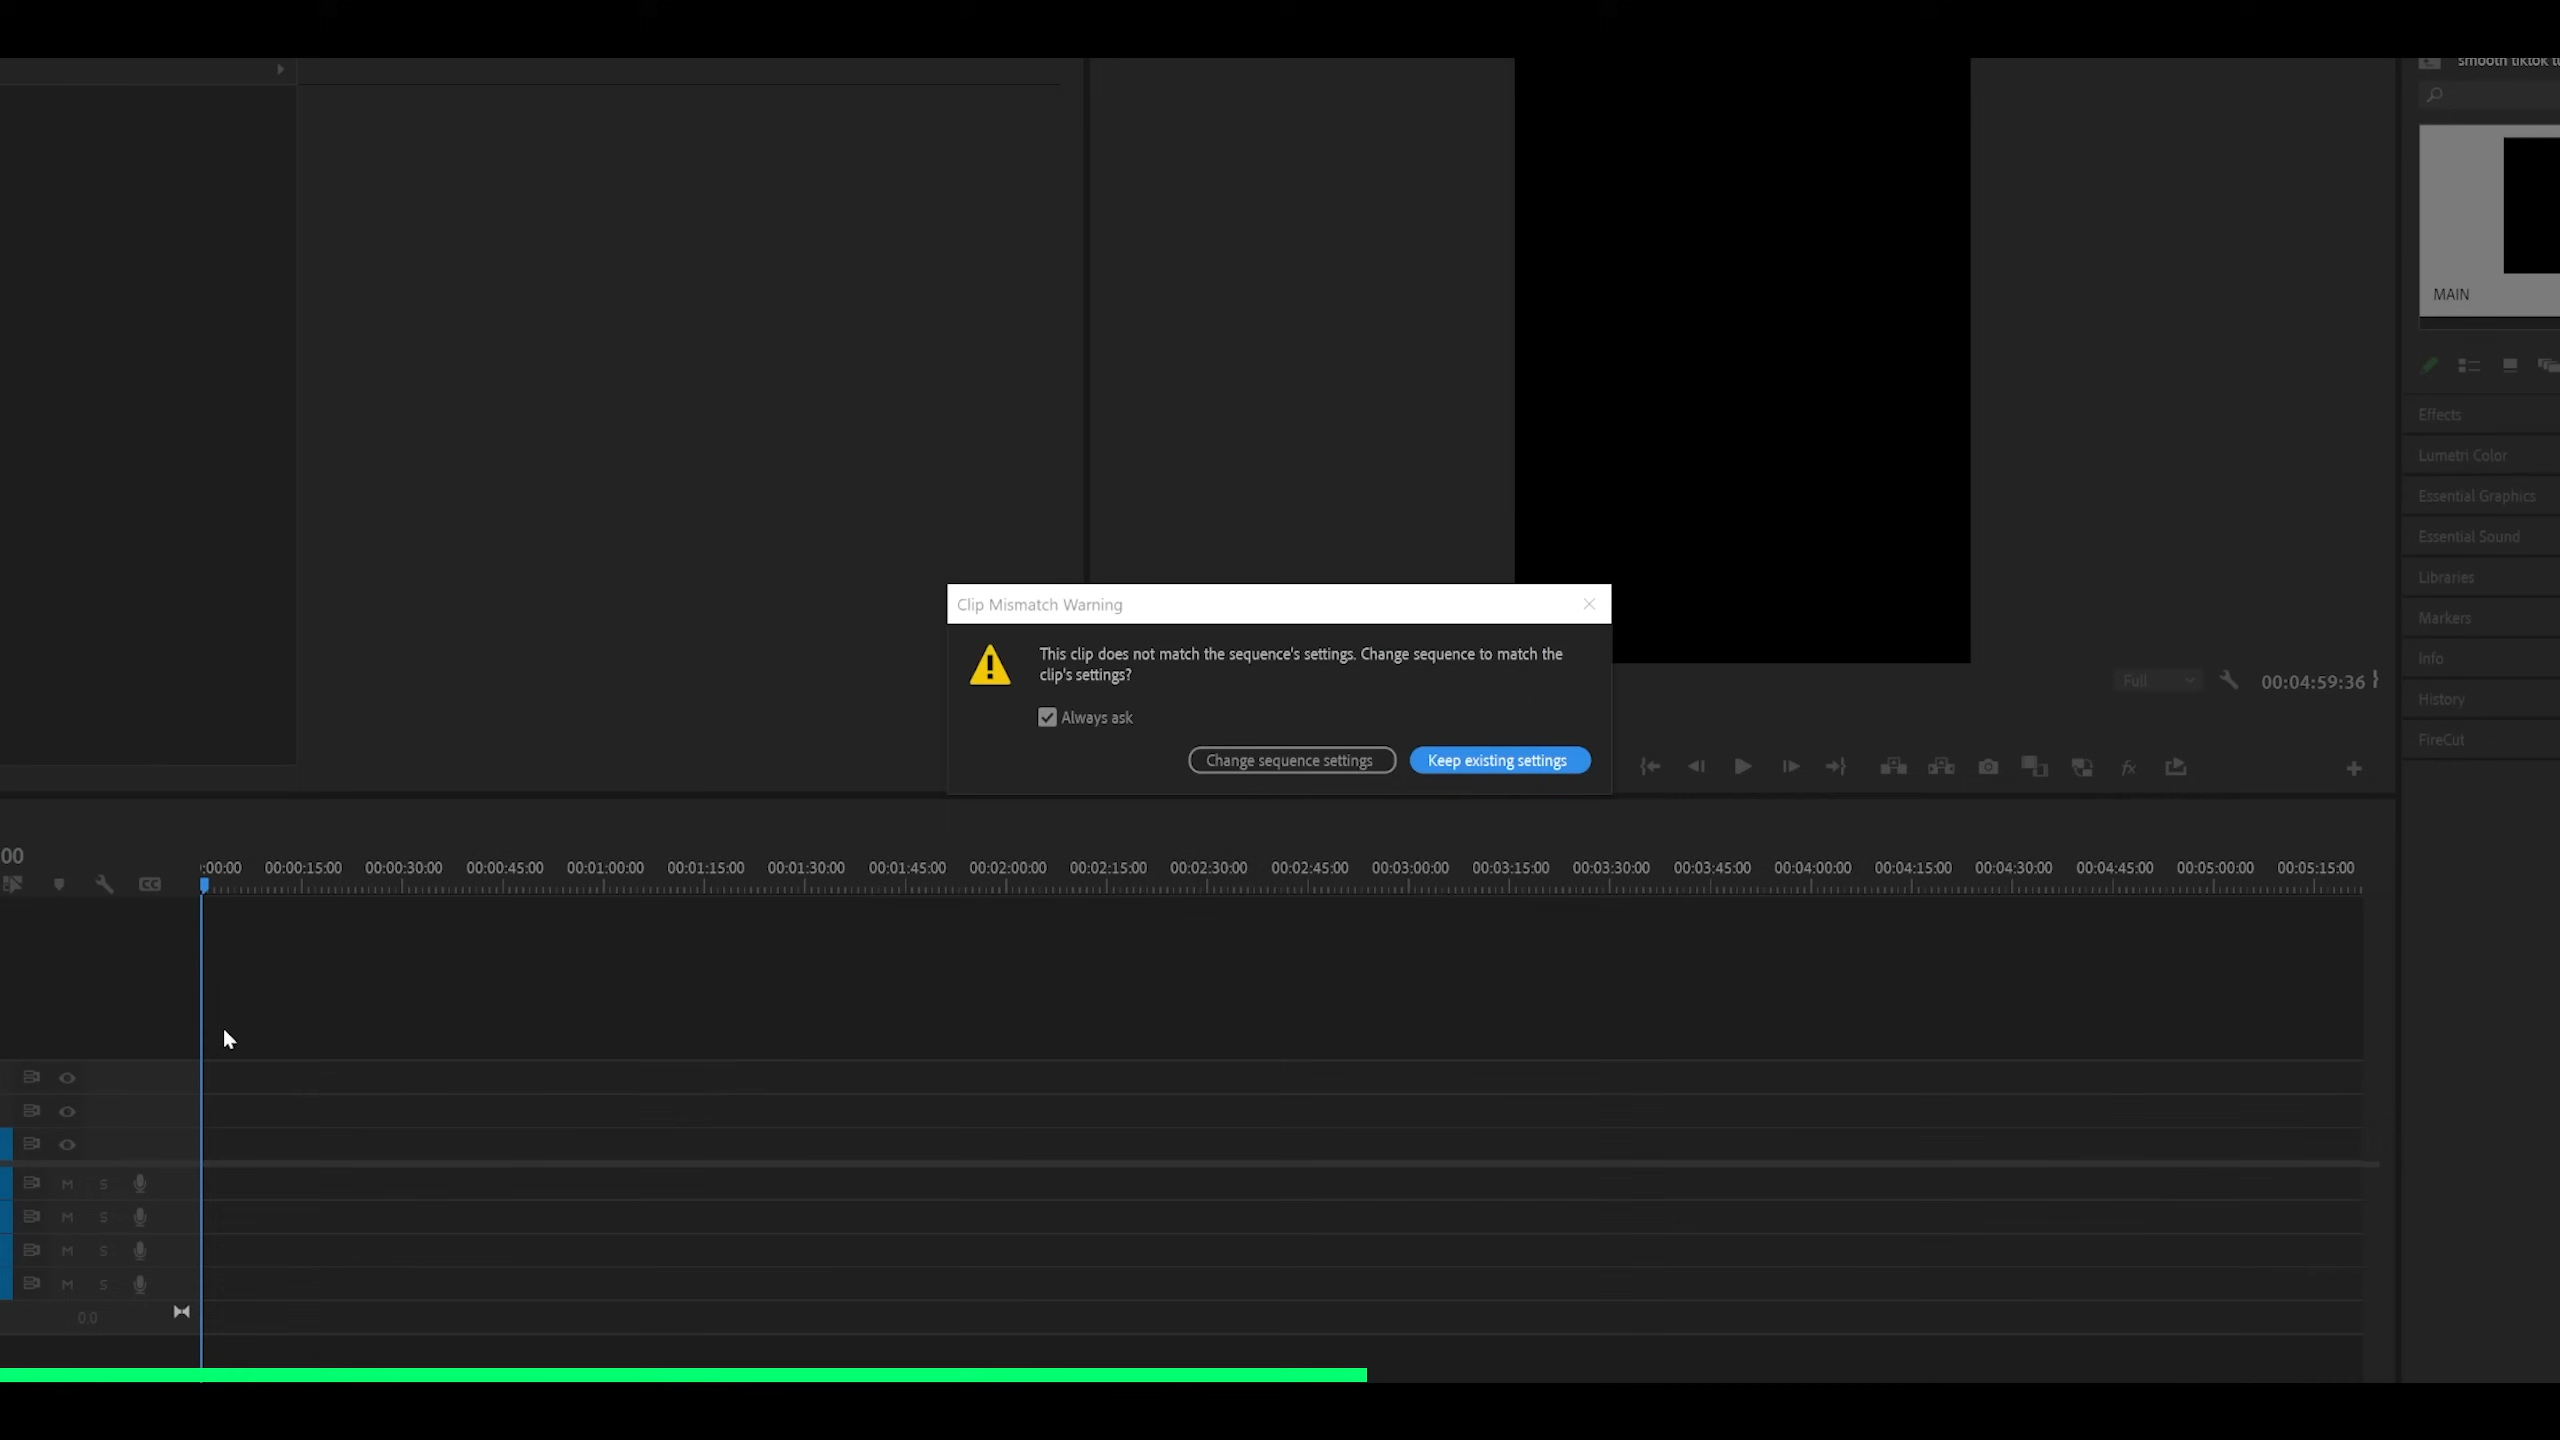 smooth tiktok
MAIN
Effects
Lumetri Color
Essential Graphics
Essential Sound
Libraries
Markers
Info
History
FireCut
Clip Mismatch Warning
This clip does not match the sequence's settings. Change sequence to match the
clip's settings?
Always ask
Change sequence settings
Keep existing settings
Full
00:04:59:36
00
:00:00 00:00:15:00 00:00:30:00 00:00:45:00 00:01:00:00 00:01:15:00 00:01:30:00 00:01:45:00 00:02:00:00 00:02:15:00 00:02:30:00 00:02:45:00 00:03:00:00 00:03:15:00 00:03:30:00 00:03:45:00 00:04:00:00 00:04:15:00 00:04:30:00 00:04:45:00 00:05:00:00 00:05:15:00
CC
fx
M S
M S
M S
M S
0.0